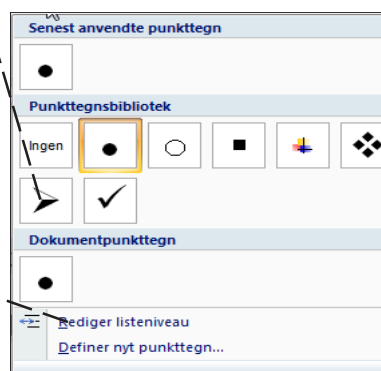 Senest anvendte punkttegn
Punkttegnsbibliotek
Ingen
Dokumentpunkttegn
Rediger listeniveau
Definer nyt punkttegn...